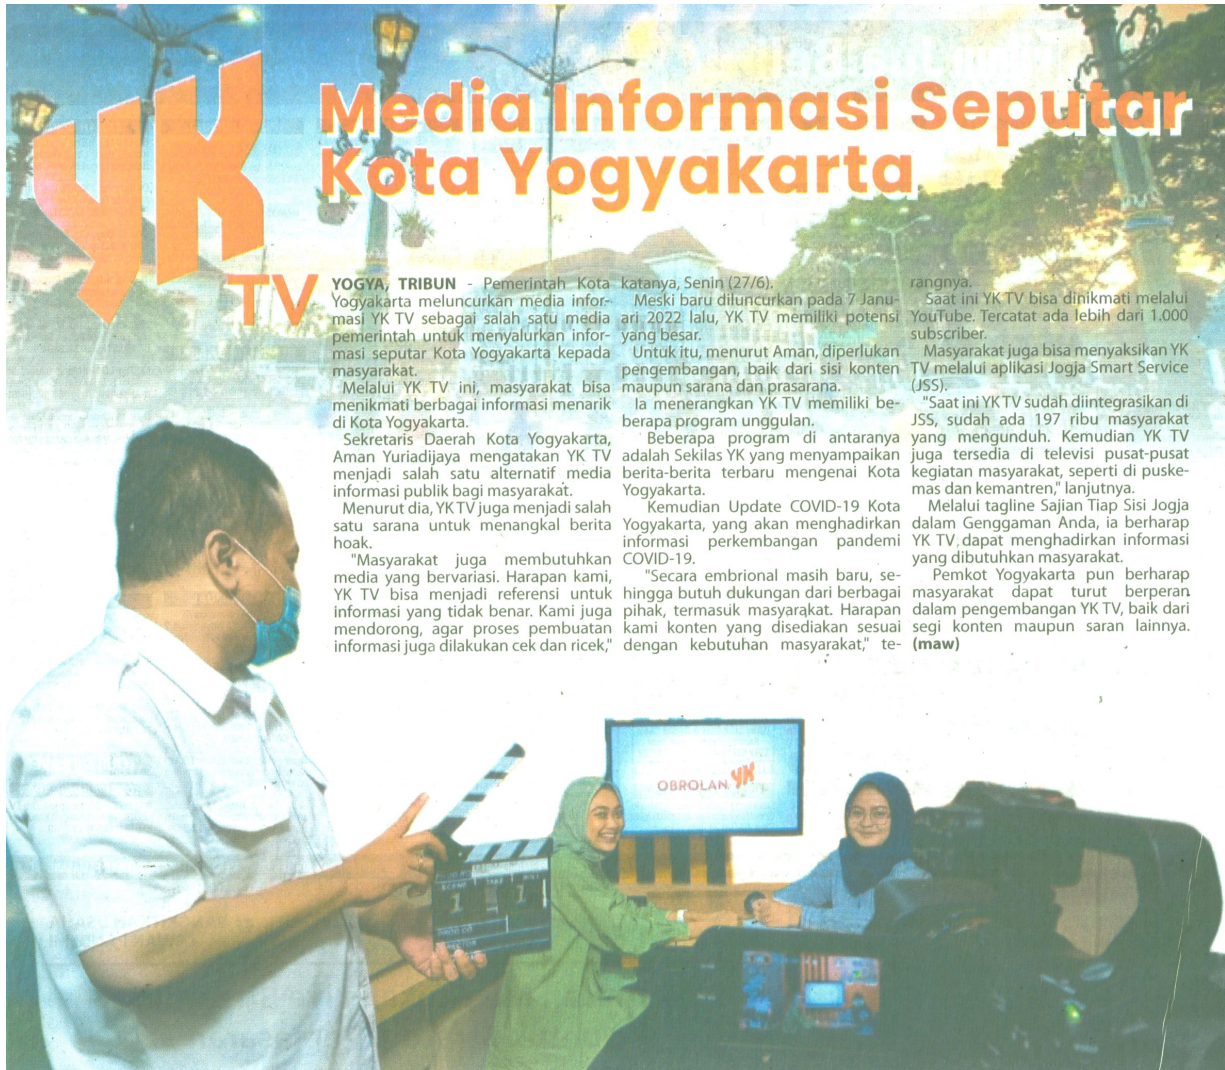 YK
TV
Media Informasi Seputar
Kota Yogyakarta
YOGYA, TRIBUN - Pemerintah Kota
Yogyakarta meluncurkan media infor-
masi YK TV sebagai salah satu media
pemerintah untuk menyalurkan infor-
masi seputar Kota Yogyakarta kepada
masyarakat.
Melalui YK TV ini, masyarakat bisa
menikmati berbagai informasi menarik
di Kota Yogyakarta.
Sekretaris Daerah Kota Yogyakarta,
Aman Yuriadijaya mengatakan YK TV
menjadi salah satu alternatif media
informasi publik bagi masyarakat.
Menurut dia, YK TV juga menjadi salah
satu sarana untuk menangkal berita
hoak.
"Masyarakat juga membutuhkan
media yang bervariasi. Harapan kami,
YK TV bisa menjadi referensi untuk
informasi yang tidak benar. Kami juga
mendorong, agar proses pembuatan
informasi juga dilakukan cek dan ricek,"
katanya, Senin (27/6).
Meski baru diluncurkan pada 7 Janu-
ari 2022 lalu, YK TV memiliki potensi
yang besar.
Untuk itu, menurut Aman, diperlukan
pengembangan, baik dari sisi konten
maupun sarana dan prasarana.
Ia menerangkan YK TV memiliki be-
berapa program unggulan.
Beberapa program di antaranya
adalah Sekilas YK yang menyampaikan
berita-berita terbaru mengenai Kota
Yogyakarta.
Kemudian Update COVID-19 Kota
Yogyakarta, yang akan menghadirkan
informasi perkembangan pandemi
COVID-19.
"Secara embrional masih baru, se-
hingga butuh dukungan dari berbagai
pihak, termasuk masyarakat. Harapan
kami konten yang disediakan sesuai
dengan kebutuhan masyarakat," te-
rangnya.
Saat ini YK TV bisa dinikmati melalui
YouTube. Tercatat ada lebih dari 1.000
subscriber.
Masyarakat juga bisa menyaksikan YK
TV melalui aplikasi Jogja Smart Service
(JSS).
"Saat ini YK TV sudah diintegrasikan di
JSS, sudah ada 197 ribu masyarakat
yang mengunduh. Kemudian YK TV
juga tersedia di televisi pusat-pusat
kegiatan masyarakat, seperti di puske-
mas dan kemantren," lanjutnya.
Melalui tagline Sajian Tiap Sisi Jogja
dalam Genggaman Anda, ia berharap
YK TV dapat menghadirkan informasi
yang dibutuhkan masyarakat.
Pemkot Yogyakarta pun berharap
masyarakat dapat turut berperan
dalam pengembangan YK TV, baik dari
segi konten maupun saran lainnya.
(maw)
OBROLAN YK
SCENE TAKE ROLL
1 1
PROD.CO.
DIRECTOR